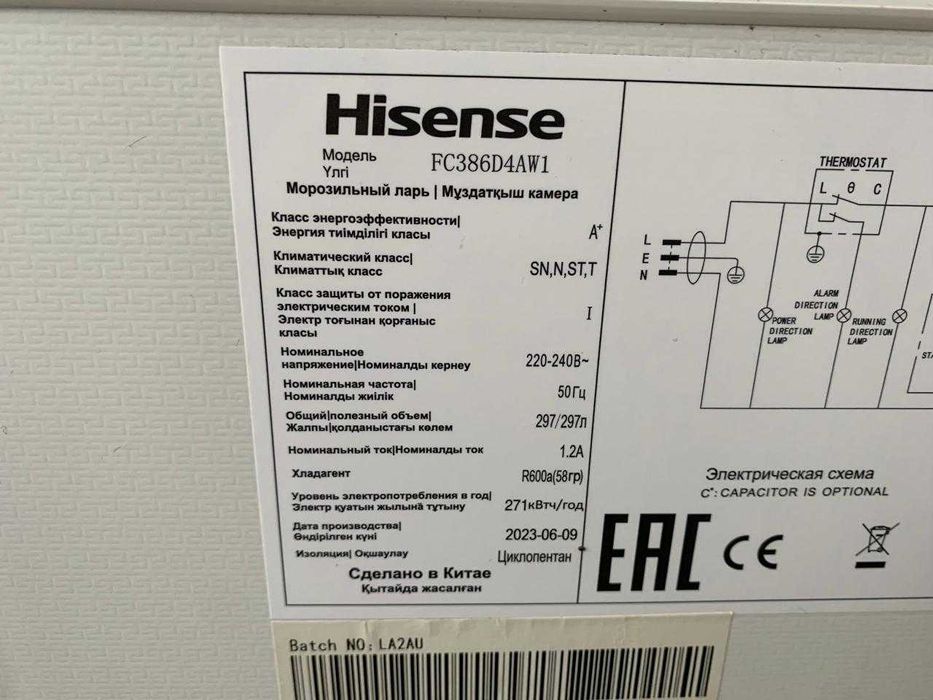 Hisense
Модель
Үлгі
FC386D4AW1
Морозильный ларь | Мұздатқыш камера
Класс энергоэффективности|
Энергия тиімділігі класы
A+
Климатический класс|
Климаттық класс
SN,N,ST,T
Класс защиты от поражения
электрическим током |
Электр тоғынан қорғаныс
класы
I
Номинальное
напряжение|Номиналды кернеу
220-240В~
Номинальная частота|
Номиналды жиілік
50Гц
Общий|полезный объем|
Жалпы|қолданыстағы көлем
297/297л
Номинальный ток|Номиналды ток
1.2A
Хладагент
R600a(58гр)
Уровень электропотребления в год|
Электр қуатын жылына тұтыну
271кВтч/год
Дата производства|
Өндірілген күні
2023-06-09
Изоляция| Оқшаулау
Циклопентан
Сделано в Китае
Қытайда жасалған
THERMOSTAT
L θ C
L
E
N
POWER
DIRECTION
LAMP
ALARM
DIRECTION
LAMP
RUNNING
DIRECTION
LAMP
Электрическая схема
C*: CAPACITOR IS OPTIONAL
EAC CE
Batch NO: LA2AU